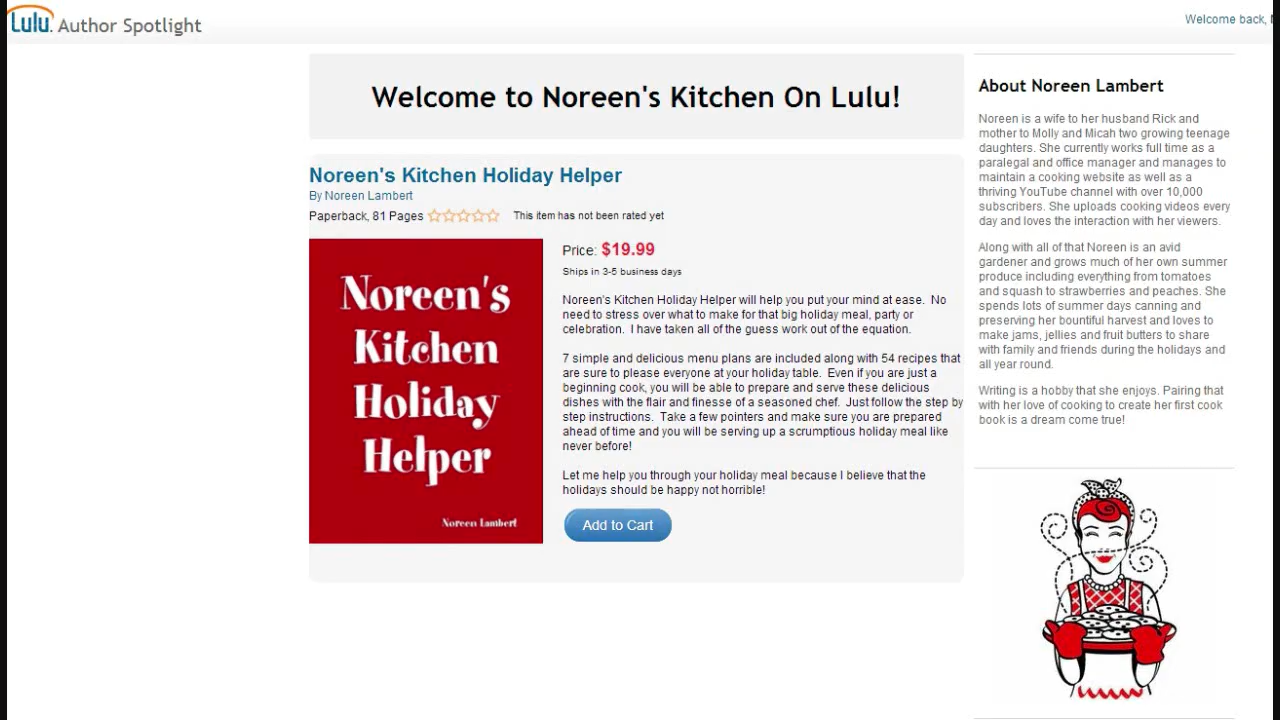 Lulu. Author Spotlight
Welcome back,
Welcome to Noreen's Kitchen On Lulu!
Noreen's Kitchen Holiday Helper
By Noreen Lambert
Paperback, 81 Pages
This item has not been rated yet
Noreen's
Kitchen
Holiday
Helper
Noreen Lambert
Price: $19.99
Ships in 3-5 business days
Noreen's Kitchen Holiday Helper will help you put your mind at ease.  No
need to stress over what to make for that big holiday meal, party or
celebration.  I have taken all of the guess work out of the equation.
7 simple and delicious menu plans are included along with 54 recipes that
are sure to please everyone at your holiday table.  Even if you are just a
beginning cook, you will be able to prepare and serve these delicious
dishes with the flair and finesse of a seasoned chef.  Just follow the step by
step instructions.  Take a few pointers and make sure you are prepared
ahead of time and you will be serving up a scrumptious holiday meal like
never before!
Let me help you through your holiday meal because I believe that the
holidays should be happy not horrible!
Add to Cart
About Noreen Lambert
Noreen is a wife to her husband Rick and
mother to Molly and Micah two growing teenage
daughters. She currently works full time as a
paralegal and office manager and manages to
maintain a cooking website as well as a
thriving YouTube channel with over 10,000
subscribers. She uploads cooking videos every
day and loves the interaction with her viewers.
Along with all of that Noreen is an avid
gardener and grows much of her own summer
produce including everything from tomatoes
and squash to strawberries and peaches. She
spends lots of summer days canning and
preserving her bountiful harvest and loves to
make jams, jellies and fruit butters to share
with family and friends during the holidays and
all year round.
Writing is a hobby that she enjoys. Pairing that
with her love of cooking to create her first cook
book is a dream come true!